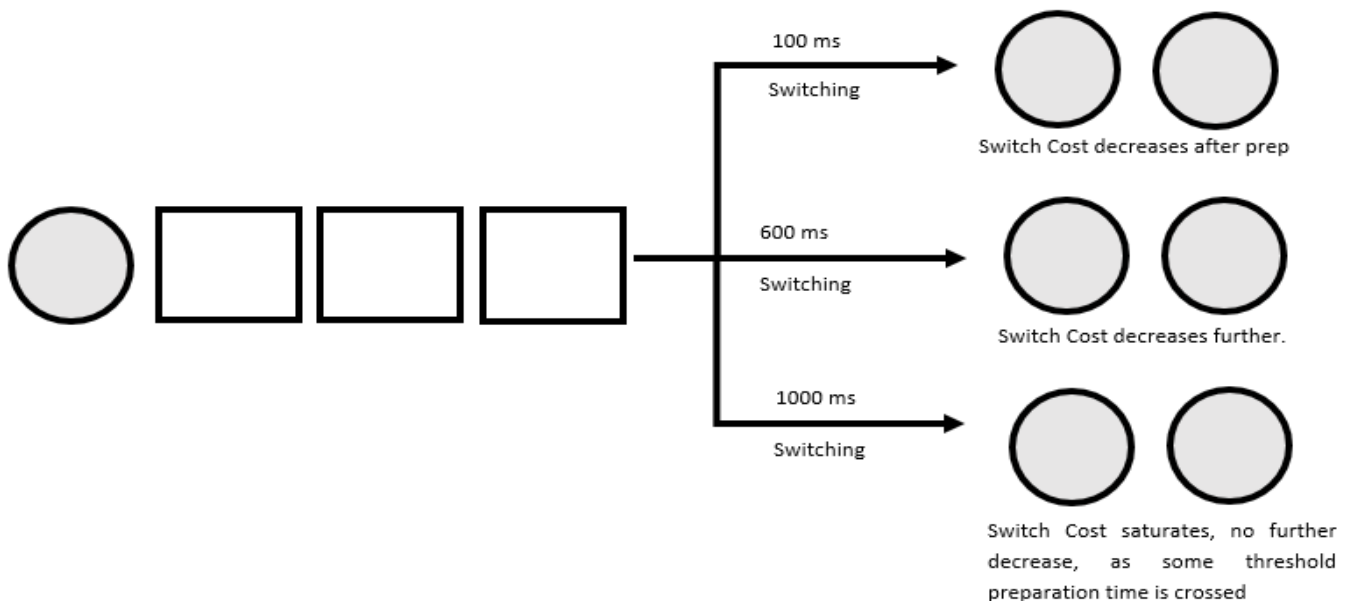 100 ms
Switching
Switch Cost decreases after prep
600 ms
Switching
Switch Cost decreases further.
1000 ms
Switching
Switch Cost saturates, no further
decrease, as some threshold
preparation time is crossed